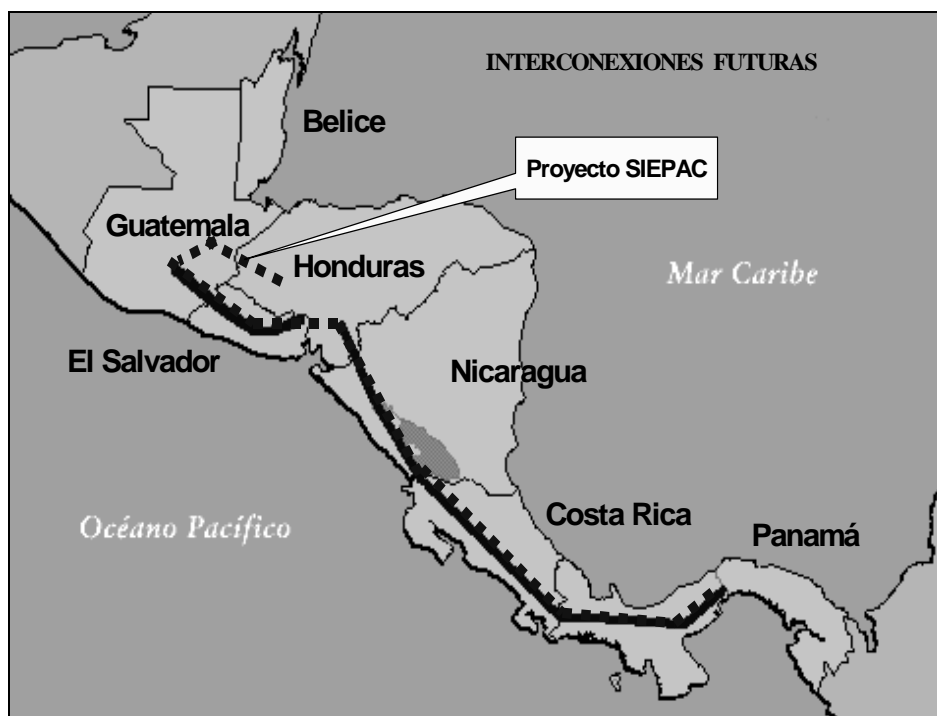 INTERCONEXIONES FUTURAS
Belice
Proyecto SIEPAC
Guatemala
Honduras
Mar Caribe
El Salvador
Nicaragua
Océano Pacífico
Costa Rica
Panamá